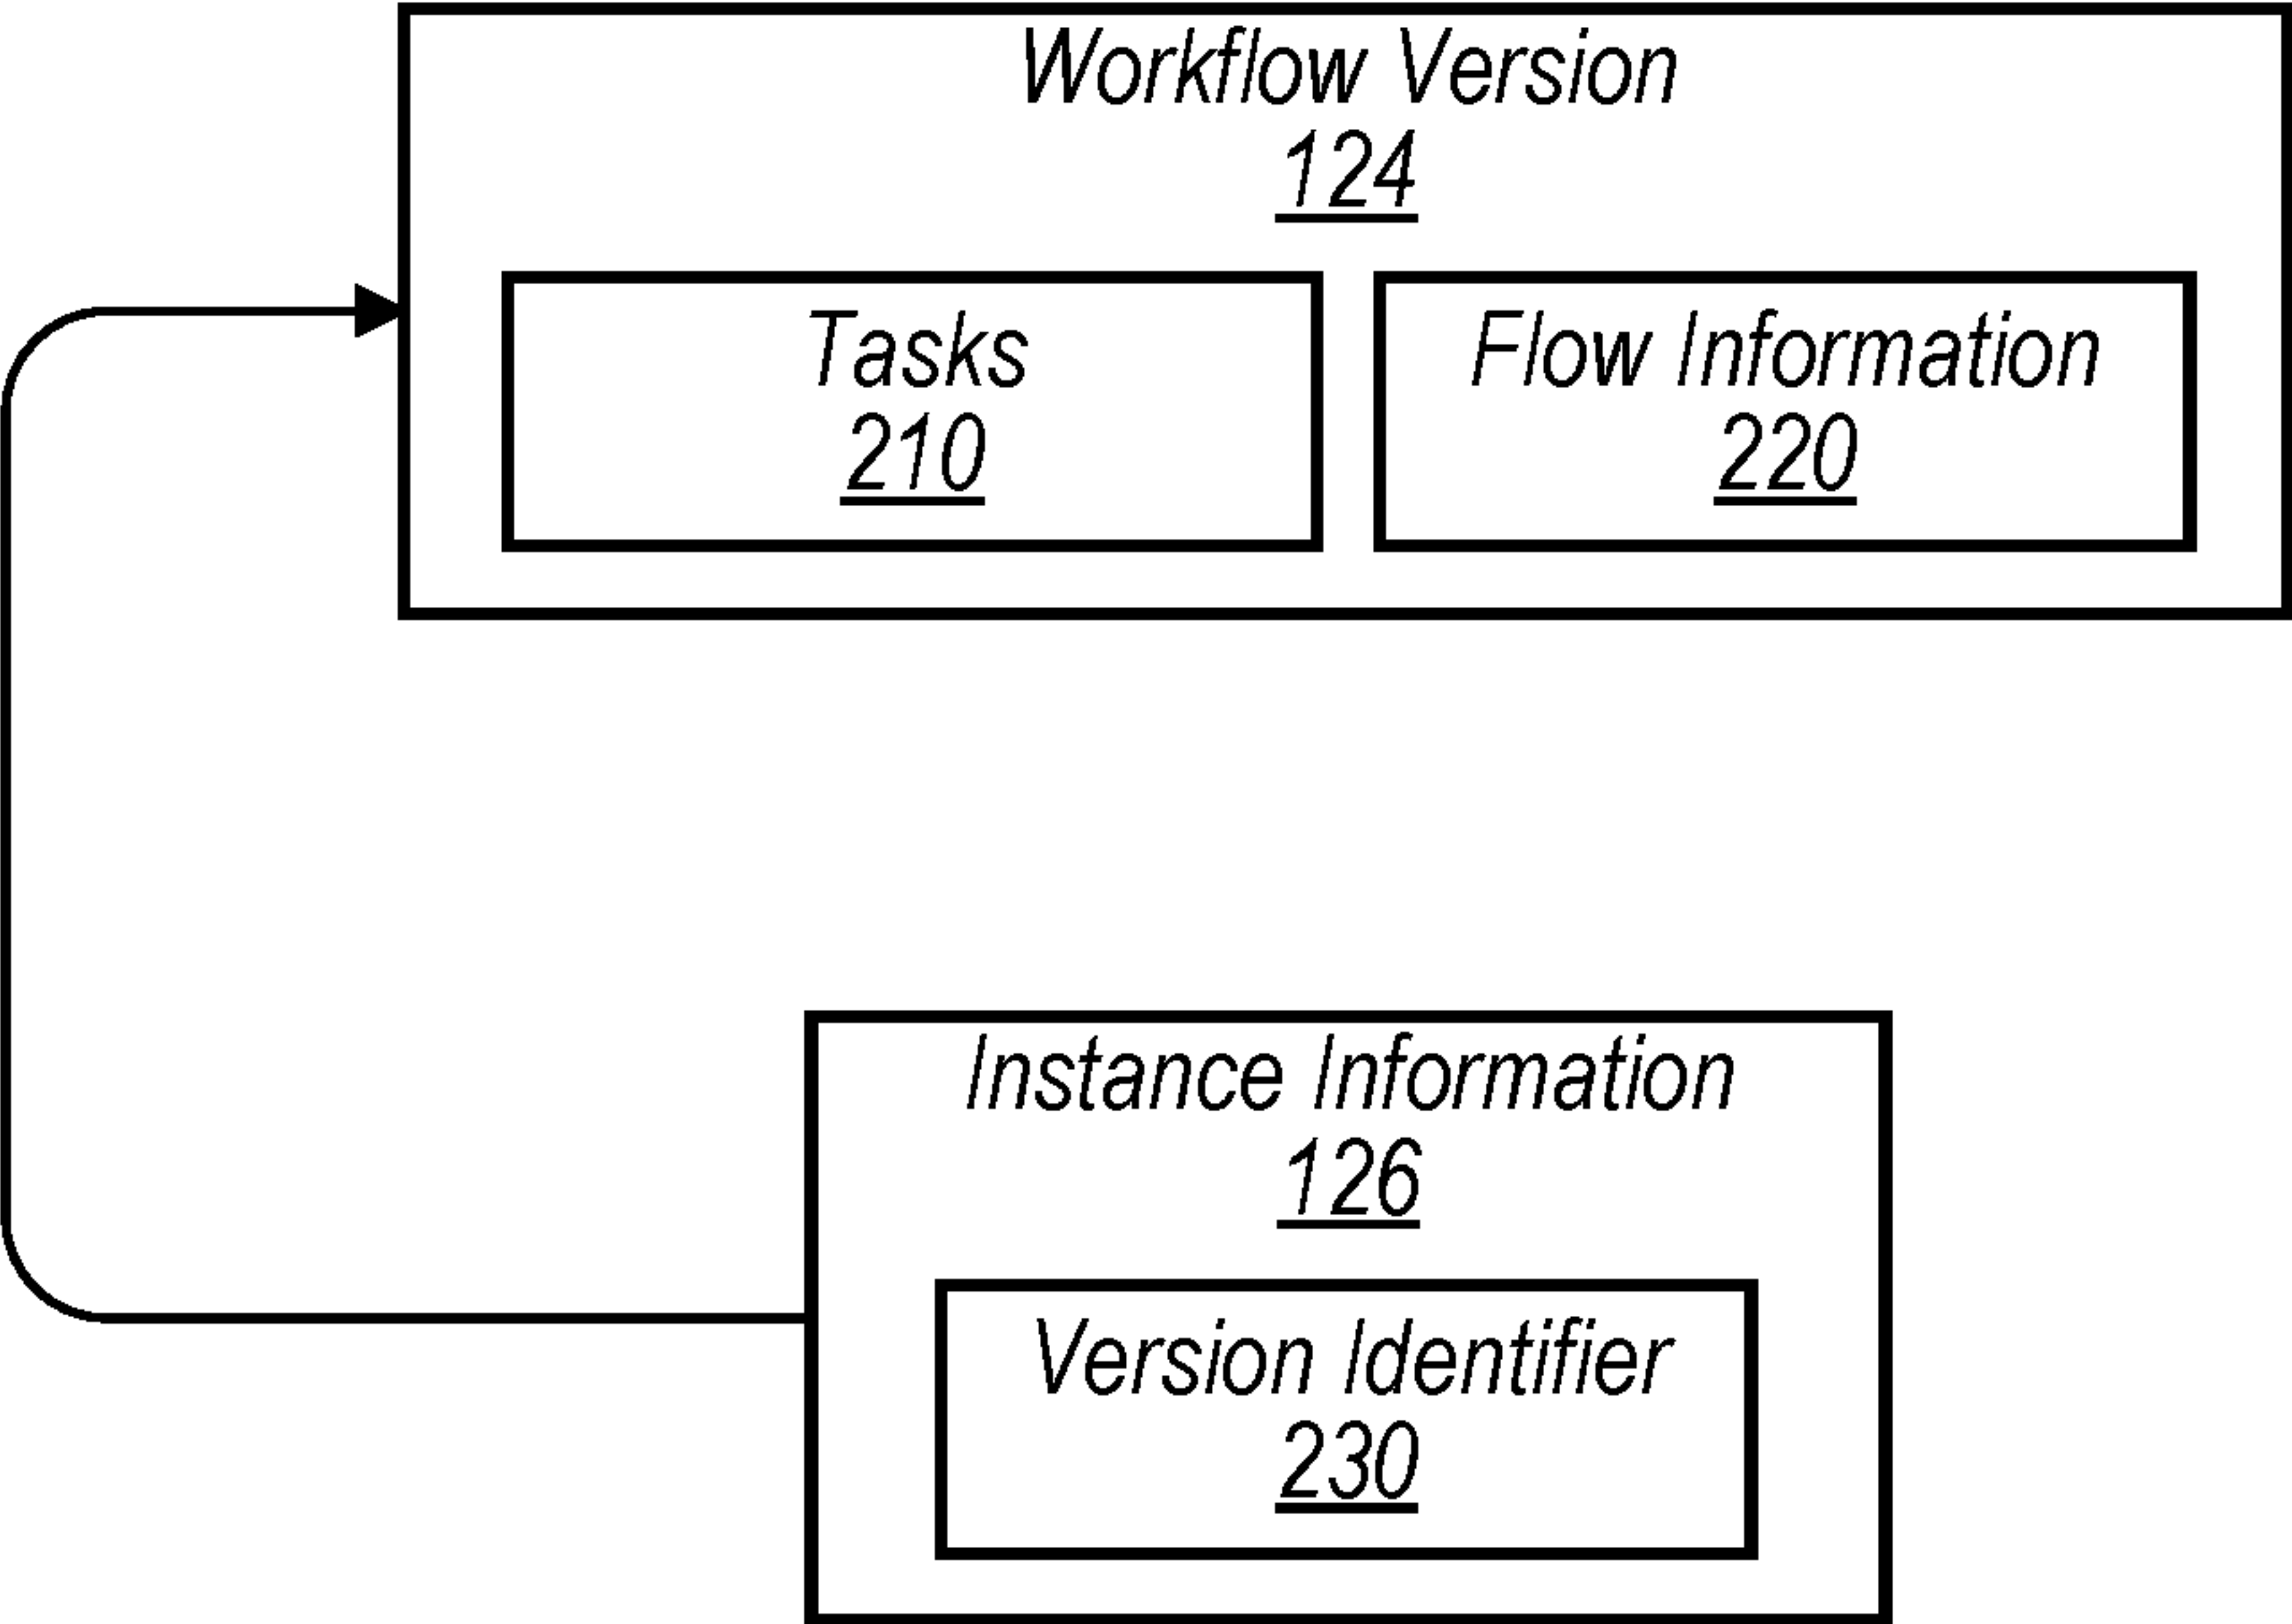 Workflow Version
124
Tasks
210
Flow Information
220
Instance Information
126
Version Identifier
230